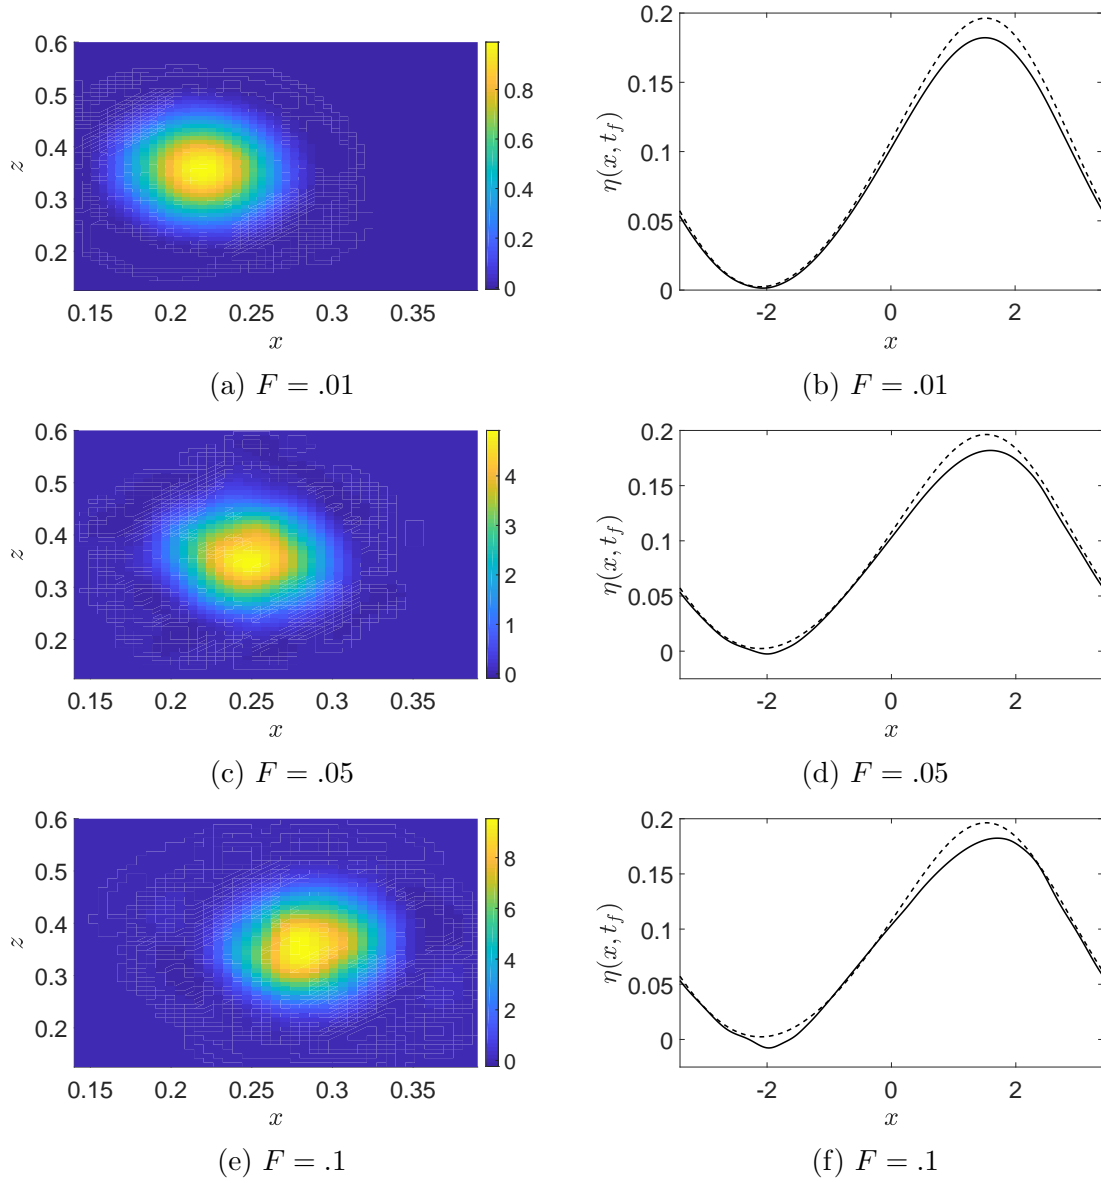 0.6
0.5
0.4
0.3
0.2
z
0.15 0.2 0.25 0.3 0.35
x
0.8
0.6
0.4
0.2
0
(a) F = .01
0.2
0.15
0.1
0.05
0
η(x, t_f)
-2 0 2
x
(b) F = .01
0.6
0.5
0.4
0.3
0.2
z
0.15 0.2 0.25 0.3 0.35
x
4
3
2
1
0
(c) F = .05
0.2
0.15
0.1
0.05
0
η(x, t_f)
-2 0 2
x
(d) F = .05
0.6
0.5
0.4
0.3
0.2
z
0.15 0.2 0.25 0.3 0.35
x
8
6
4
2
0
(e) F = .1
0.2
0.15
0.1
0.05
0
η(x, t_f)
-2 0 2
x
(f) F = .1